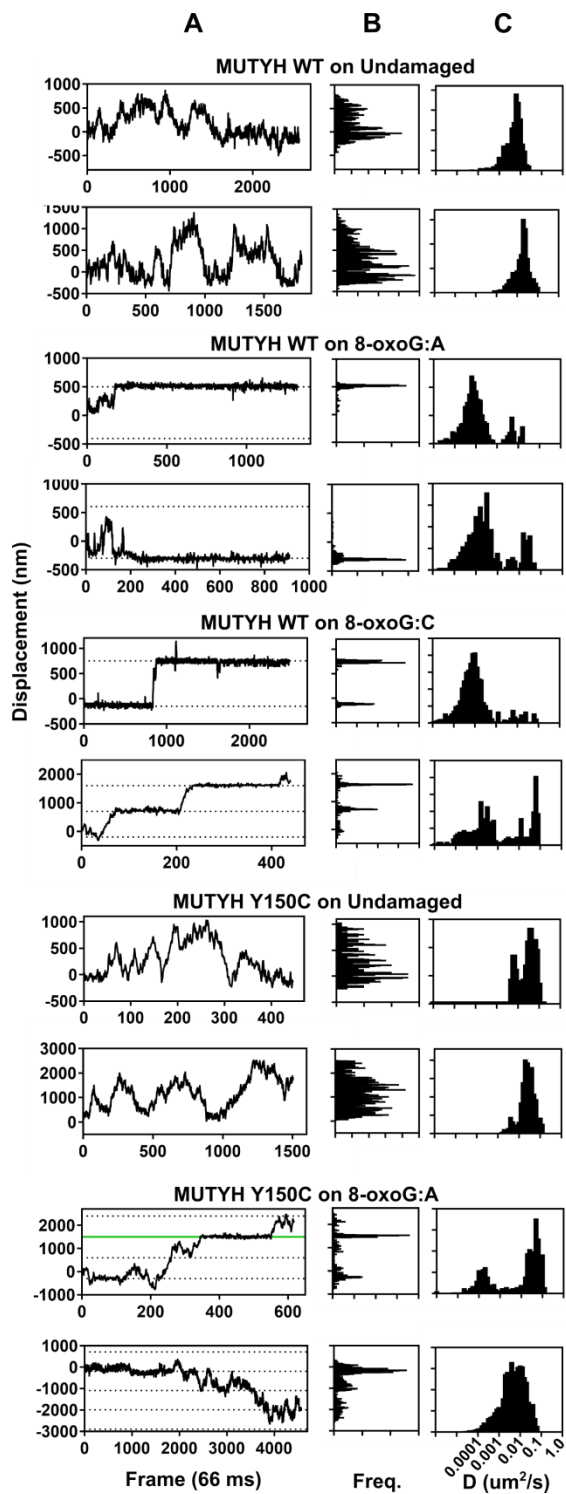 A B C
MUTYH WT on Undamaged
1000
500
0
-500
0 1000 2000
1500
1000
500
0
-500
0 500 1000 1500
MUTYH WT on 8-oxoG:A
1000
500
0
-500
0 500 1000
1000
500
0
-500
0 200 400 600 800 1000
MUTYH WT on 8-oxoG:C
1000
500
0
-500
0 1000 2000
2000
1000
0
0 200 400
Displacement (nm)
MUTYH Y150C on Undamaged
1000
500
0
-500
0 100 200 300 400
3000
2000
1000
0
0 500 1000 1500
MUTYH Y150C on 8-oxoG:A
2000
1000
0
-1000
0 200 400 600
1000
0
-1000
-2000
-3000
0 1000 2000 3000 4000
0.0001 0.001 0.01 0.1 1.0
Frame (66 ms) Freq. D (um²/s)